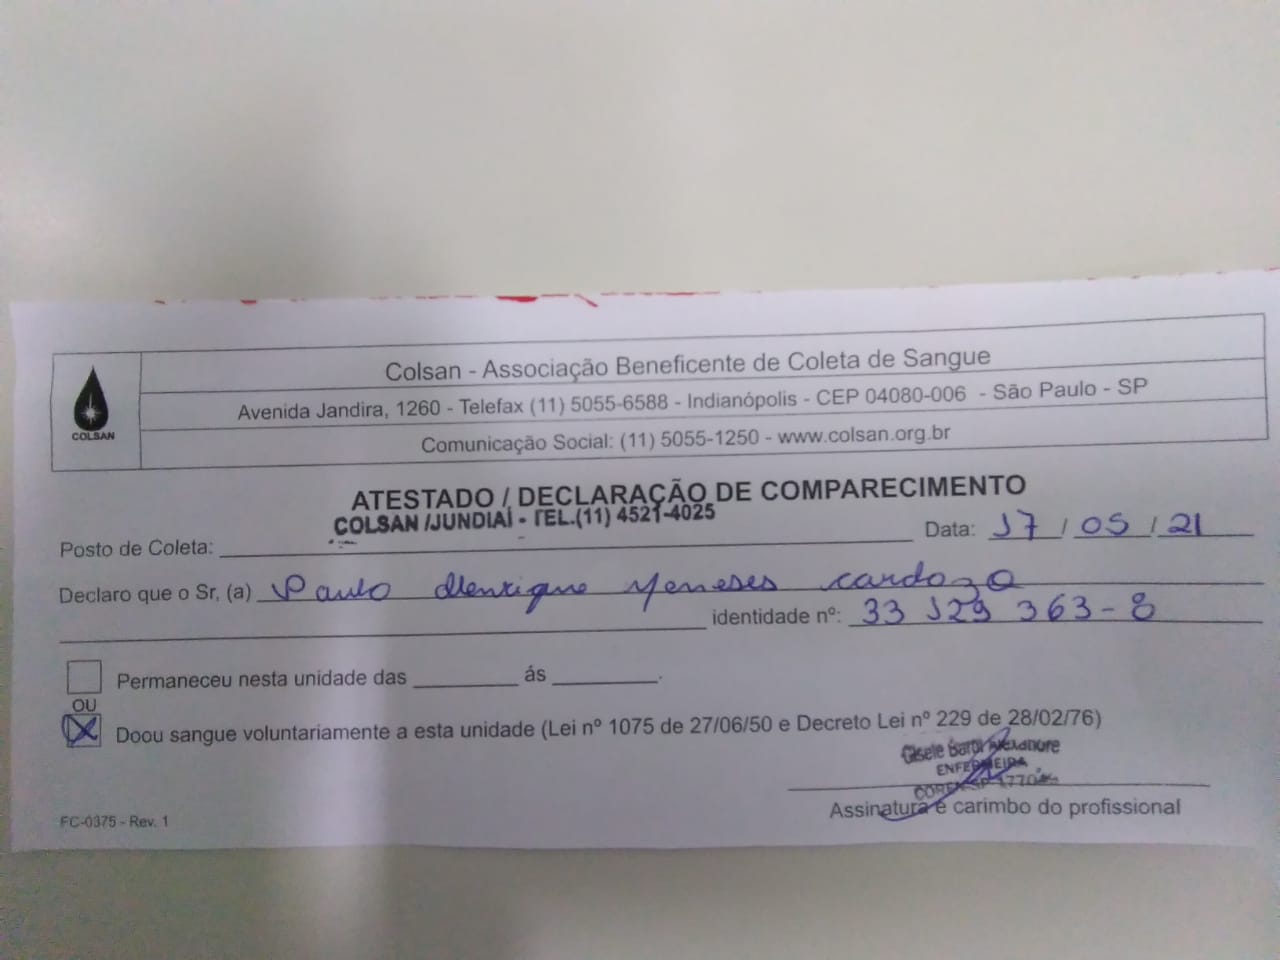 Colsan - Associação Beneficente de Coleta de Sangue
Avenida Jandira, 1260 - Telefax (11) 5055-6588 - Indianópolis - CEP 04080-006 - São Paulo - SP
COLSAN
Comunicação Social: (11) 5055-1250 - www.colsan.org.br
ATESTADO / DECLARAÇÃO DE COMPARECIMENTO
COLSAN /JUNDIAÍ - TEL.(11) 4521-4025
Posto de Coleta: Data: 17 / 05 / 21
Declaro que o Sr, (a) Paulo Henrique Meneses Cardozo
identidade nº: 33 129 363-8
Permaneceu nesta unidade das ás .
OU
Doou sangue voluntariamente a esta unidade (Lei nº 1075 de 27/06/50 e Decreto Lei nº 229 de 28/02/76)
Gisele Alexandre
ENFERMEIRA
COREN-SP
Assinatura e carimbo do profissional
FC-0375 - Rev. 1